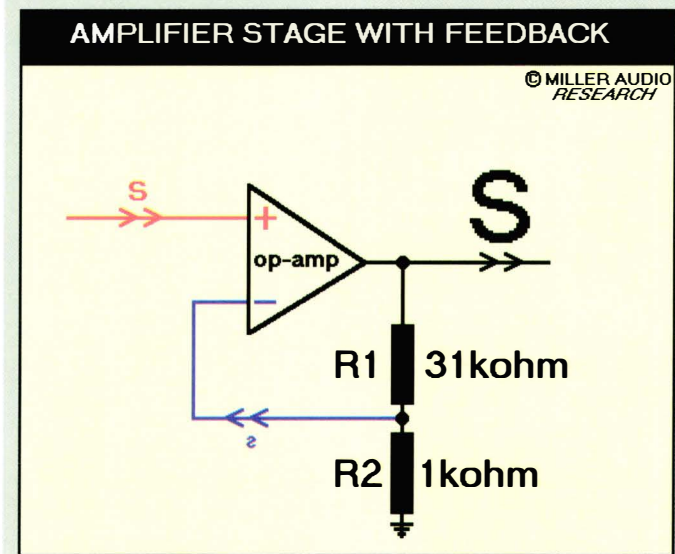 AMPLIFIER STAGE WITH FEEDBACK
© MILLER AUDIO
RESEARCH
S
S
+
op-amp
−
R1 31kohm
s
R2 1kohm